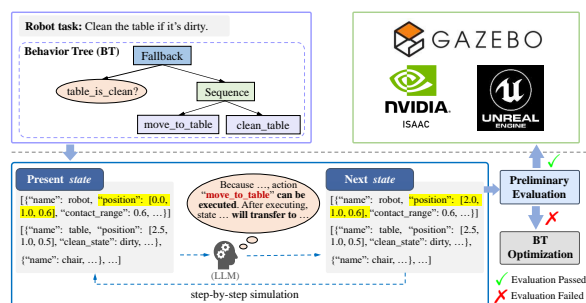 Robot task: Clean the table if it's dirty.
Behavior Tree (BT)
Fallback
table_is_clean?
Sequence
move_to_table
clean_table
GAZEBO
NVIDIA
ISAAC
UNREAL
ENGINE
Present state
[{“name”: robot, “position”: [0.0,
1.0, 0.6], “contact_range”: 0.6, …}]
[{“name”: table, “position”: [2.5,
1.0, 0.5], “clean_state”: dirty, …},
{“name”: chair, …}, …]
Because …, action
“move_to_table” can be
executed. After executing,
state … will transfer to …
(LLM)
Next state
[{“name”: robot, “position”: [2.0,
1.0, 0.6], “contact_range”: 0.6, …}]
[{“name”: table, “position”: [2.5,
1.0, 0.5], “clean_state”: dirty, …},
{“name”: chair, …}, …]
step-by-step simulation
Preliminary
Evaluation
BT
Optimization
Evaluation Passed
Evaluation Failed